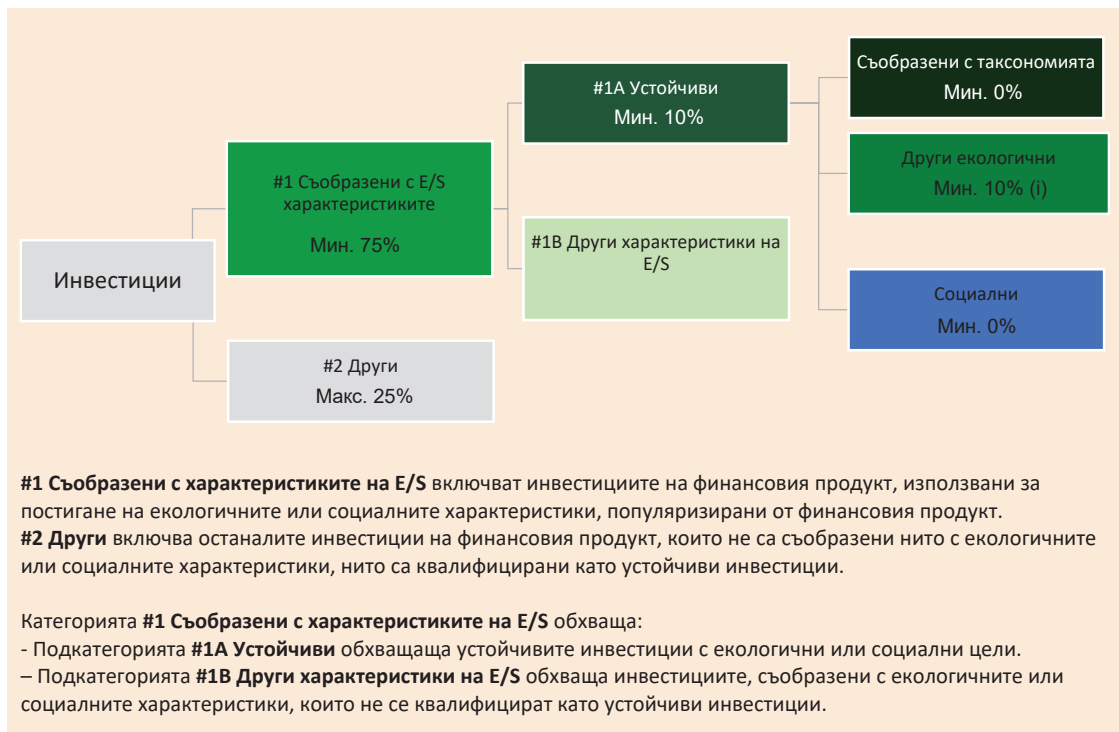 Инвестиции
#1 Съобразени с E/S
характеристиките
Мин. 75%
#2 Други
Макс. 25%
#1A Устойчиви
Мин. 10%
#1B Други характеристики на
E/S
Съобразени с таксономията
Мин. 0%
Други екологични
Мин. 10% (i)
Социални
Мин. 0%
#1 Съобразени с характеристиките на E/S включват инвестициите на финансовия продукт, използвани за
постигане на екологичните или социалните характеристики, популяризирани от финансовия продукт.
#2 Други включва останалите инвестиции на финансовия продукт, които не са съобразени нито с екологичните
или социалните характеристики, нито са квалифицирани като устойчиви инвестиции.
Категорията #1 Съобразени с характеристиките на E/S обхваща:
- Подкатегорията #1A Устойчиви обхващаща устойчивите инвестиции с екологични или социални цели.
– Подкатегорията #1B Други характеристики на E/S обхваща инвестициите, съобразени с екологичните или
социалните характеристики, които не се квалифицират като устойчиви инвестиции.